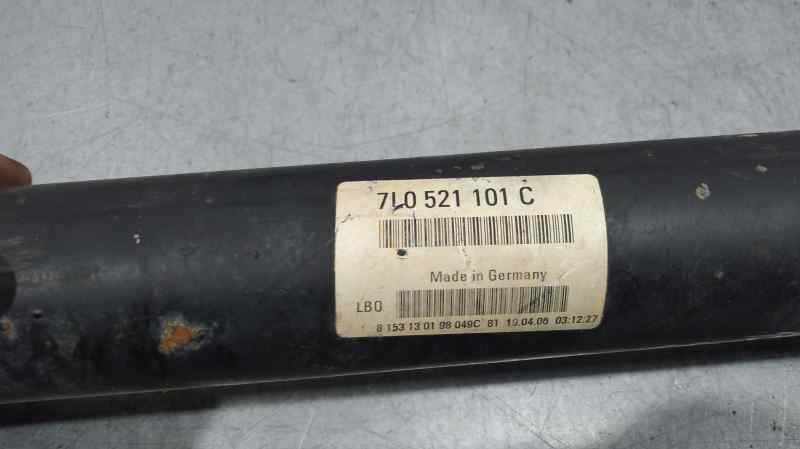 7L0 521 101 C
Made in Germany
LBO
8 153 13 01 98 049C 81 19.04.06 03:12:27